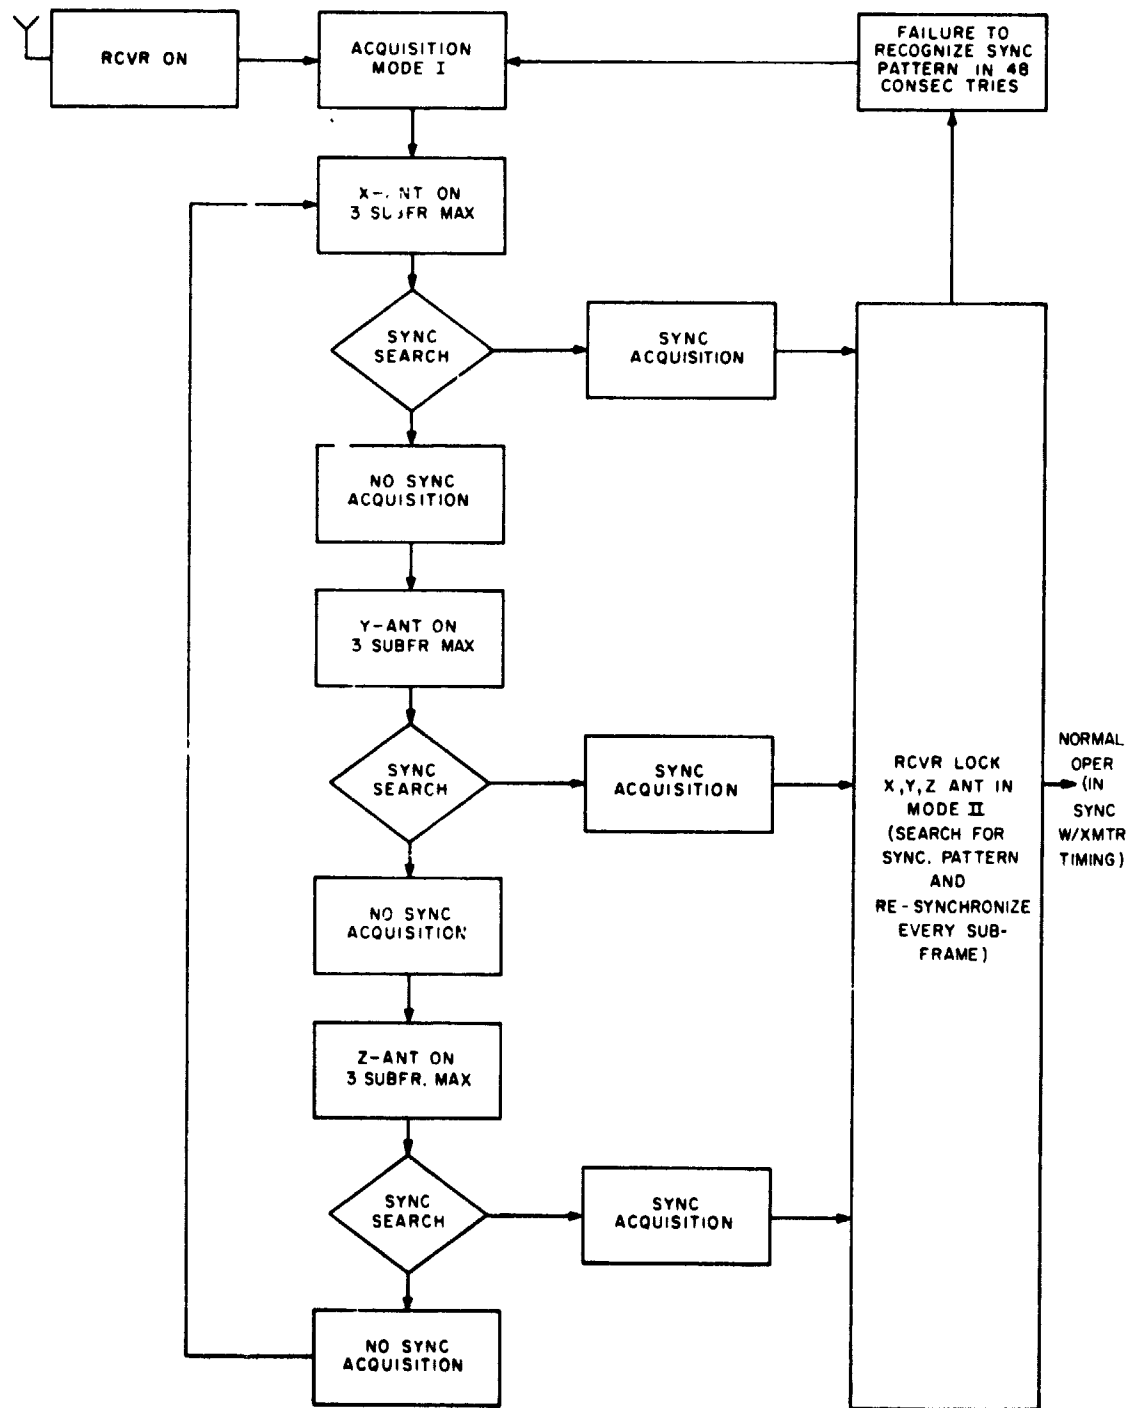 RCVR ON
ACQUISITION
MODE I
FAILURE TO
RECOGNIZE SYNC
PATTERN IN 48
CONSEC TRIES
ON
3 SUBFR MAX
SYNC
SEARCH
SYNC
ACQUISITION
NO SYNC
ACQUISITION
Y-ANT ON
3 SUBFR MAX
SYNC
SEARCH
SYNC
ACQUISITION
RCVR LOCK
X,Y,Z ANT IN
MODE II
(SEARCH FOR
SYNC. PATTERN
AND
RE-SYNCHRONIZE
EVERY SUB-
FRAME)
NORMAL
OPER
(IN
SYNC
W/XMTR
TIMING)
NO SYNC
ACQUISITION
Z-ANT ON
3 SUBFR. MAX
SYNC
SEARCH
SYNC
ACQUISITION
NO SYNC
ACQUISITION